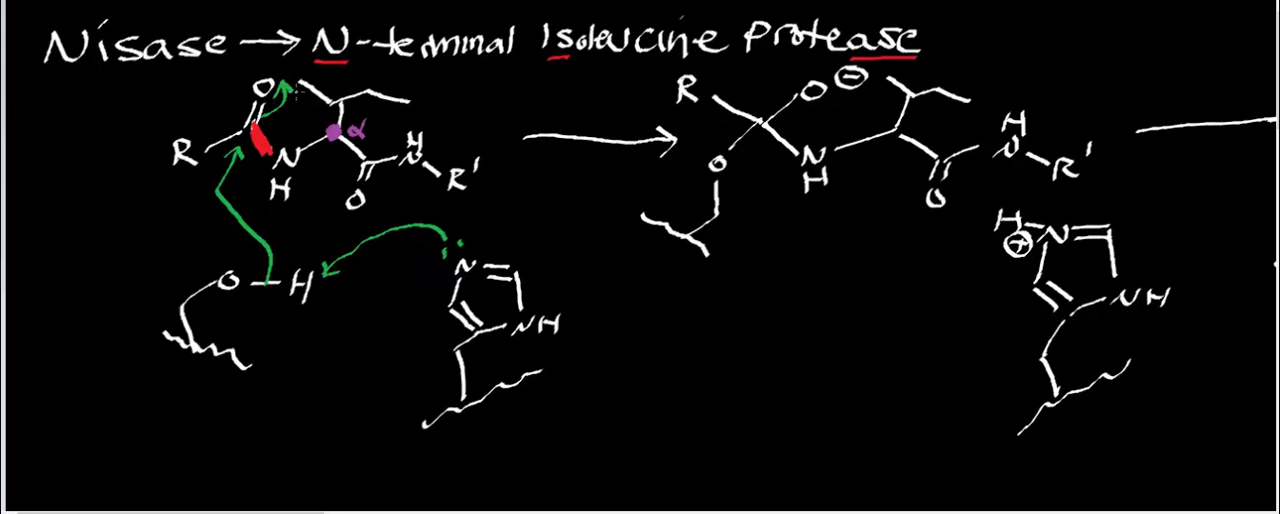 Nisase → N-terminal Isoleucine Protease
O
R
N
H
α
O
H
N
R'
O
H
N
NH
R
O
⊖
O
N
H
O
H
N
R'
H
N
⊕
NH